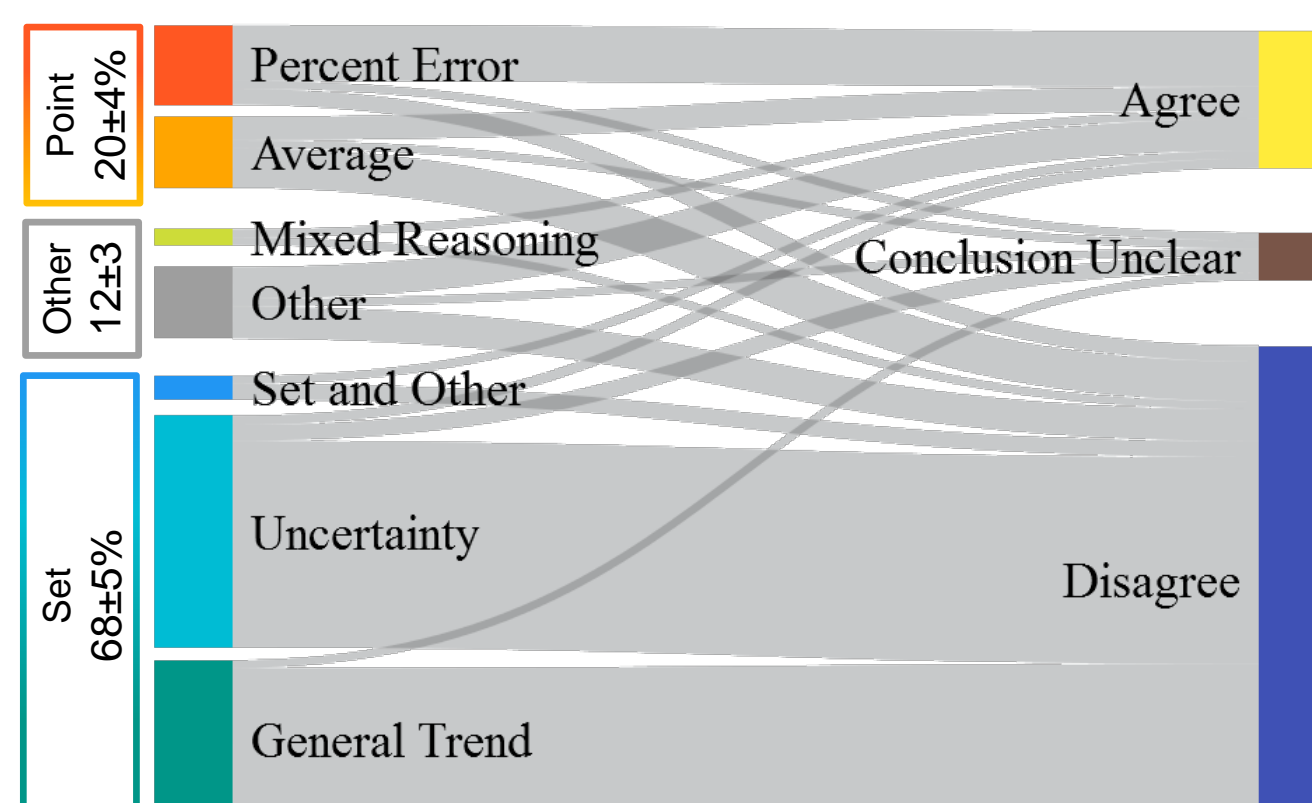 Point
20±4%
Other
12±3
Set
68±5%
Percent Error
Average
Mixed Reasoning
Other
Set and Other
Uncertainty
General Trend
Agree
Conclusion Unclear
Disagree